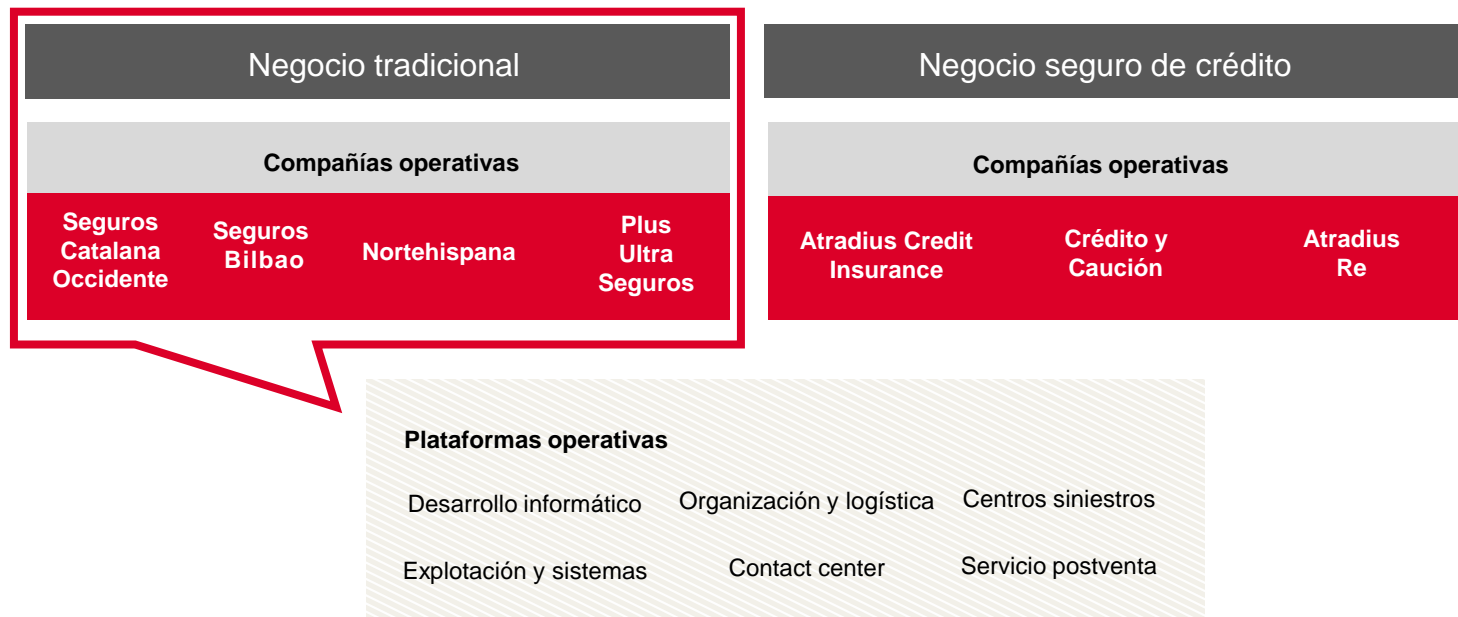 Negocio tradicional
Negocio seguro de crédito
Compañías operativas
Compañías operativas
Seguros
Catalana
Occidente
Seguros
Bilbao
Nortehispana
Plus
Ultra
Seguros
Atradius Credit
Insurance
Crédito y
Caución
Atradius
Re
Plataformas operativas
Desarrollo informático
Organización y logística
Centros siniestros
Explotación y sistemas
Contact center
Servicio postventa